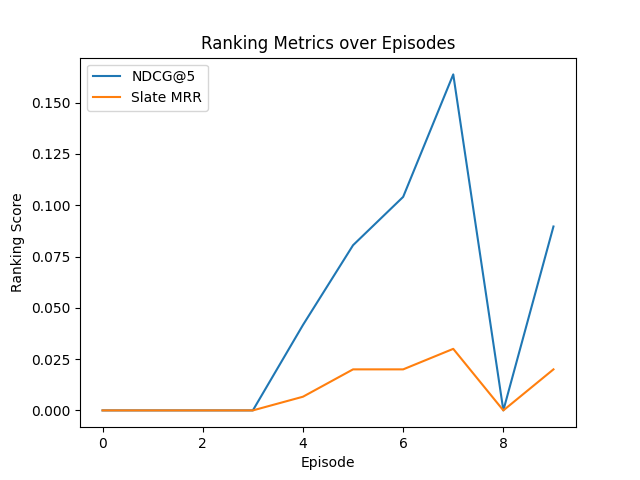 Ranking Metrics over Episodes
NDCG@5
Slate MRR
Ranking Score
0.150
0.125
0.100
0.075
0.050
0.025
0.000
0 2 4 6 8
Episode